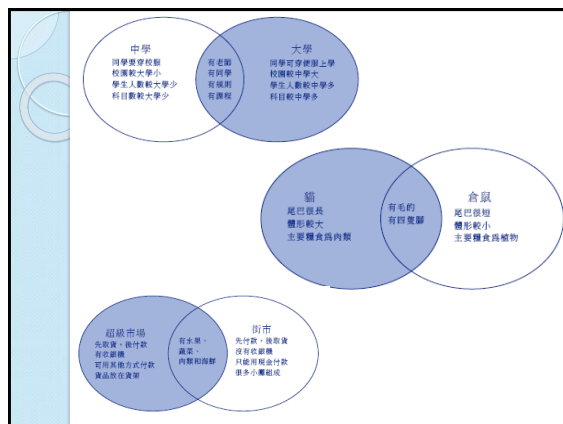 中學
同學要穿校服
校園較大學小
學生人數較大學少
科目數較大學少
有老師
有同學
有規則
有課程
大學
同學可穿便服上學
校園較中學大
學生人數較中學多
科目較中學多
貓
尾巴很長
體形較大
主要糧食爲肉類
有毛的
有四隻腳
倉鼠
尾巴很短
體形較小
主要糧食爲植物
超級市場
先取貨、後付款
有收銀機
可用其他方式付款
貨品放在貨架
有水果、
蔬菜、
肉類和海鮮
街市
先付款、後取貨
沒有收銀機
只能用現金付款
很多小攤組成